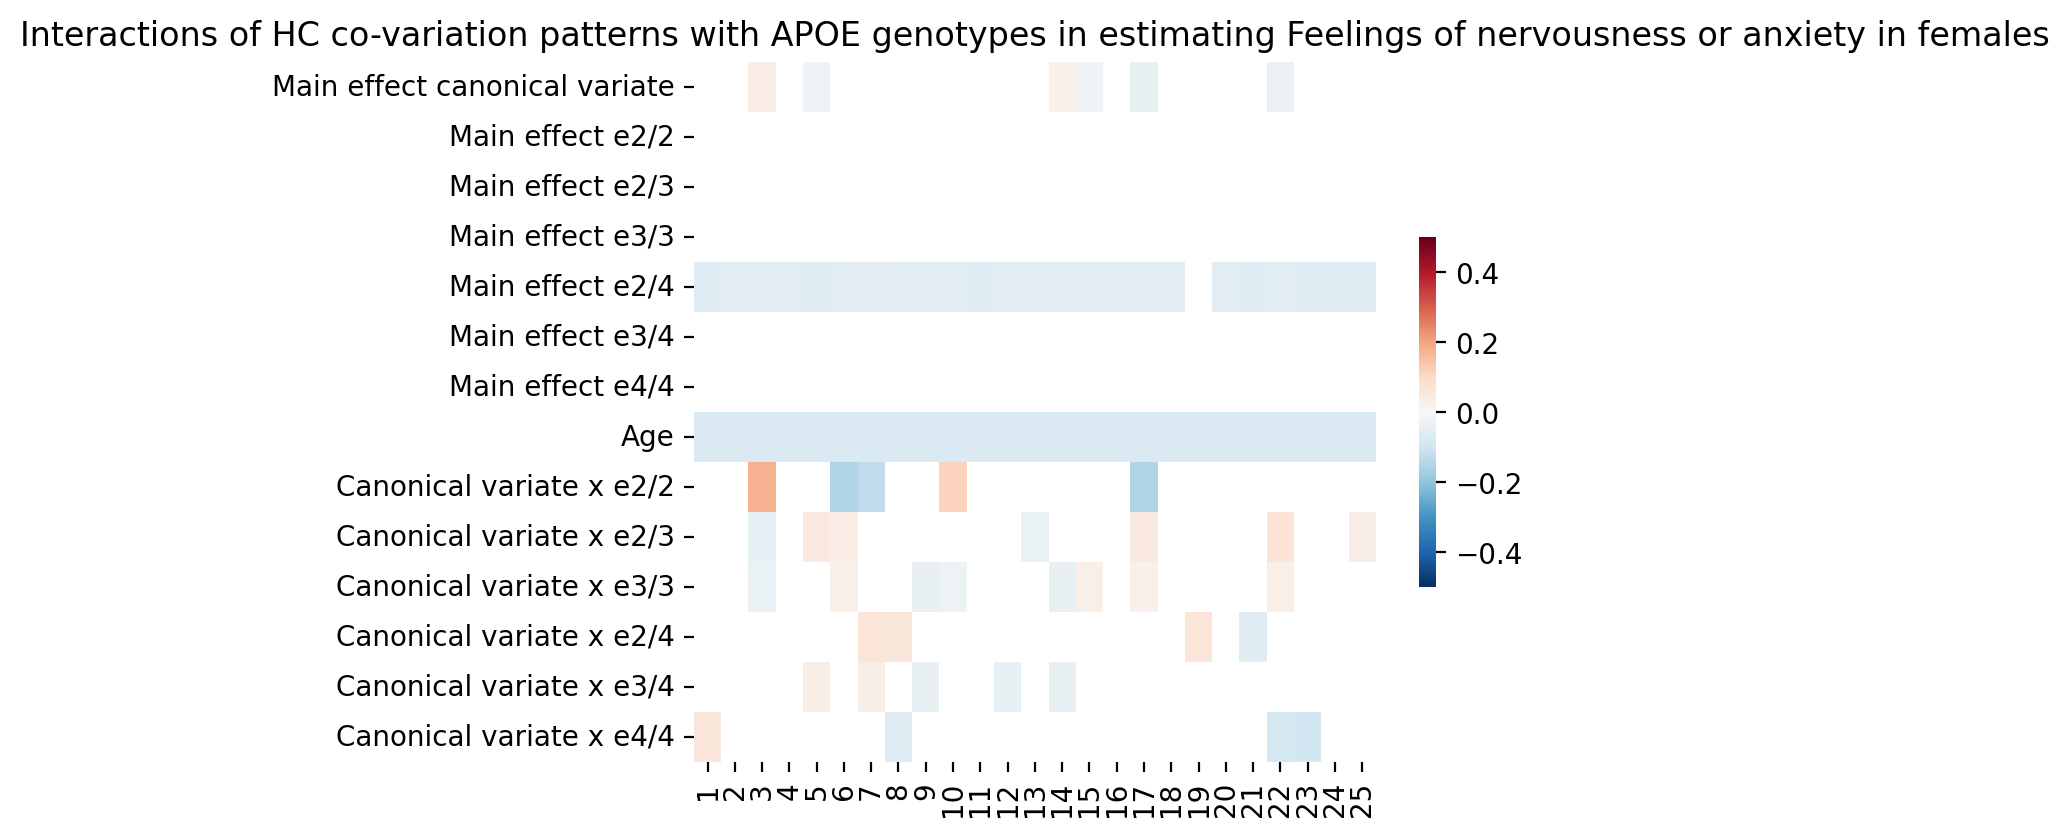 Interactions of HC co-variation patterns with APOE genotypes in estimating Feelings of nervousness or anxiety in females
Main effect canonical variate
Main effect e2/2
Main effect e2/3
Main effect e3/3
Main effect e2/4
Main effect e3/4
Main effect e4/4
Age
Canonical variate x e2/2
Canonical variate x e2/3
Canonical variate x e3/3
Canonical variate x e2/4
Canonical variate x e3/4
Canonical variate x e4/4
1 2 3 4 5 6 7 8 9 10 11 12 13 14 15 16 17 18 19 20 21 22 23 24 25
0.4
0.2
0.0
−0.2
−0.4